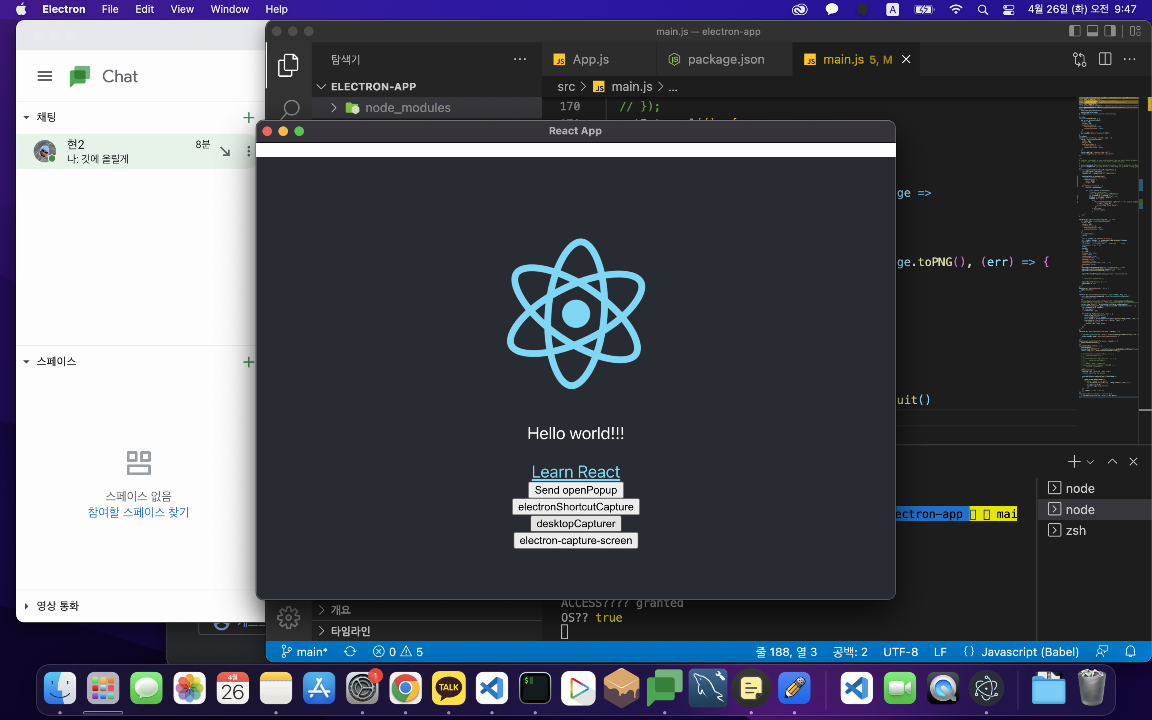 Electron File Edit View Window Help
A
4월 26일 (화) 오전 9:47
Chat
채팅
현2
8분
나: 깃에 올릴게
스페이스
스페이스 없음
참여할 스페이스 찾기
영상 통화
main.js — electron-app
탐색기
App.js
package.json
main.js 5, M
ELECTRON-APP
node_modules
src > main.js > ...
170 // });
React App
ge =>
ge.toPNG(), (err) => {
uit()
Hello world!!!
Learn React
Send openPopup
electronShortcutCapture
desktopCapturer
electron-capture-screen
node
node
zsh
ectron-app
mai
개요
타임라인
ACCESS???? granted
OS?? true
main*
0
5
줄 188, 열 3
공백: 2
UTF-8
LF
{ } Javascript (Babel)
4월
26
1
TALK